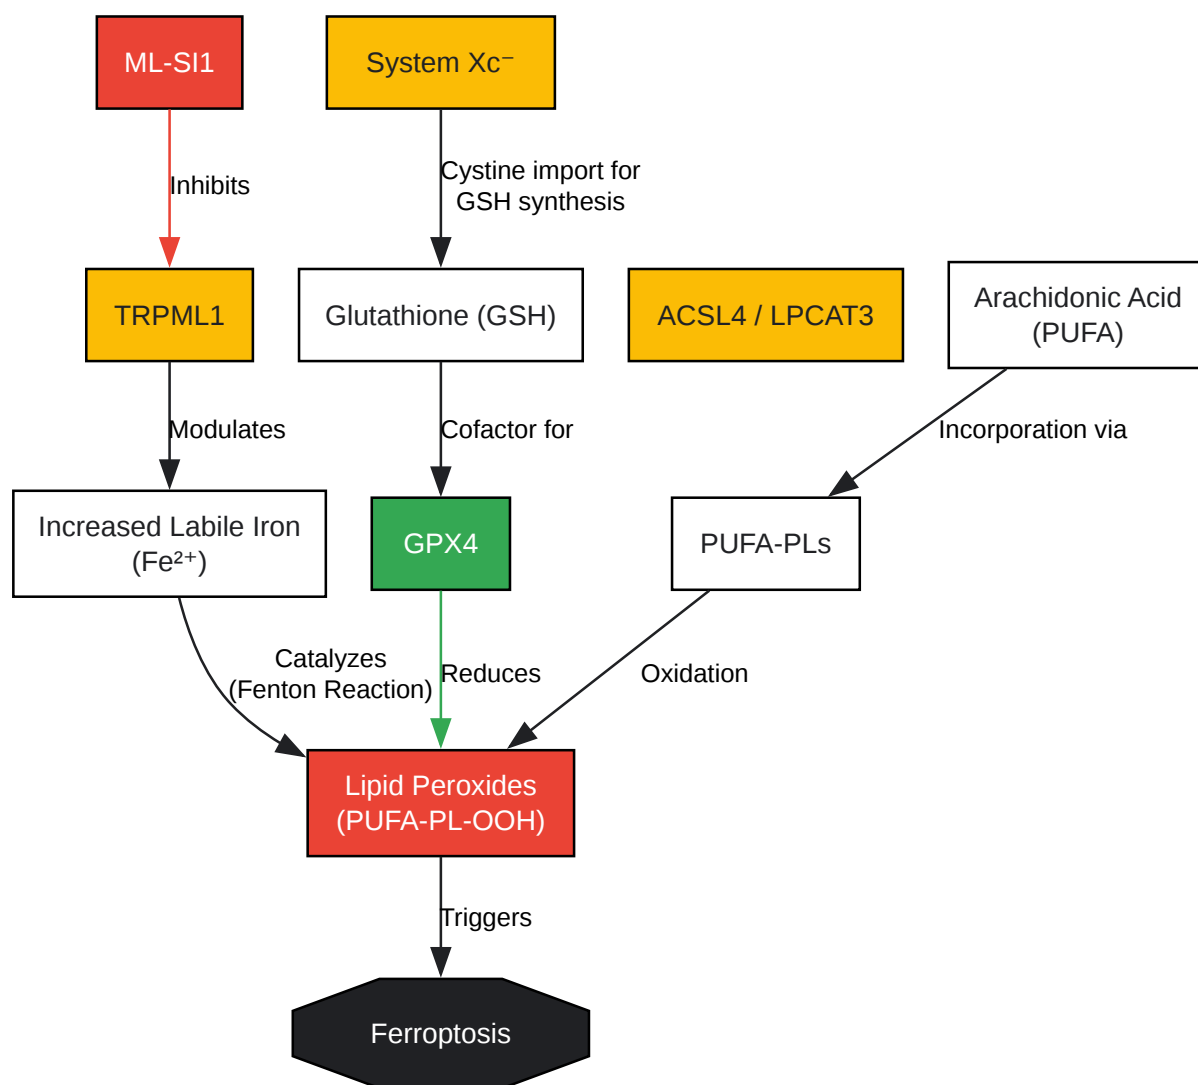 ML-SI1
System Xc⁻
Inhibits
Cystine import for
GSH synthesis
TRPML1
Glutathione (GSH)
ACSL4 / LPCAT3
Arachidonic Acid
(PUFA)
Modulates
Cofactor for
Incorporation via
Increased Labile Iron
(Fe²⁺)
GPX4
PUFA-PLs
Catalyzes
(Fenton Reaction)
Reduces
Oxidation
Lipid Peroxides
(PUFA-PL-OOH)
Triggers
Ferroptosis